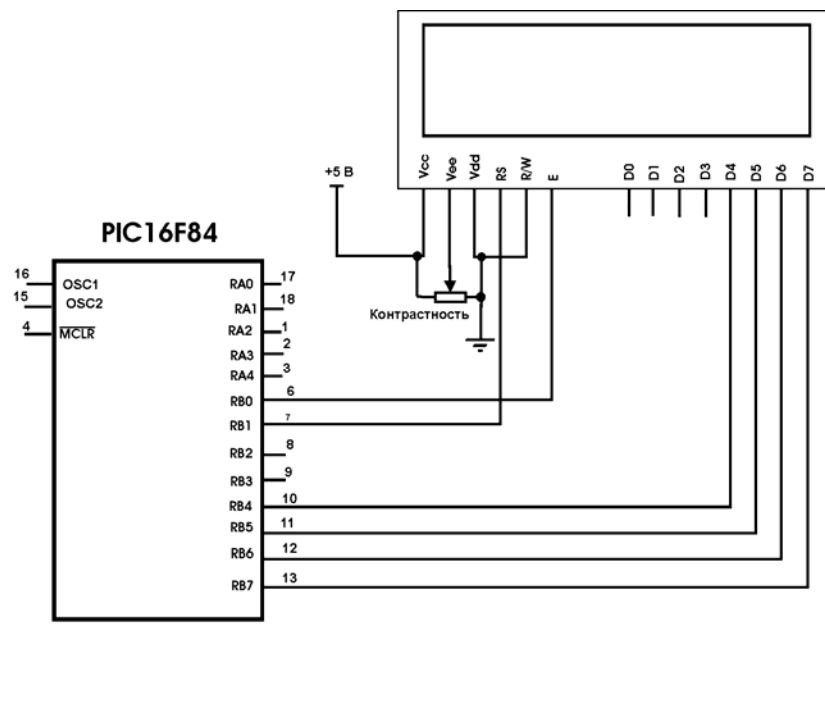 Vcc
Vee
Vdd
RS
R/W
E
D0
D1
D2
D3
D4
D5
D6
D7
+5 В
PIC16F84
Контрастность
16
OSC1
15
OSC2
4
MCLR
RA0
17
RA1
18
RA2
1
RA3
2
RA4
3
RB0
6
RB1
7
RB2
8
RB3
9
RB4
10
RB5
11
RB6
12
RB7
13